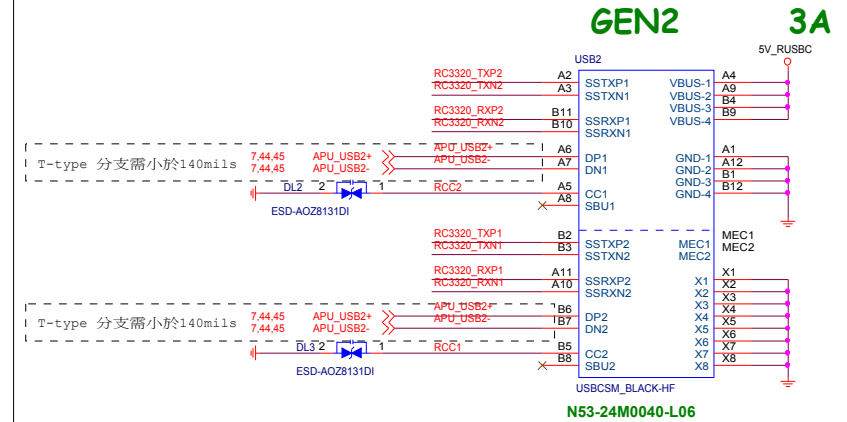 GEN2 3A
USB2 5V_RUSBC
RC3320_TXP2 A2 SSTXP1 VBUS-1 A4
RC3320_TXN2 A3 SSTXN1 VBUS-2 A9
VBUS-3 B4
RC3320_RXP2 B11 SSRXP1 VBUS-4 B9
RC3320_RXN2 B10 SSRXN1
T-type 分支需小於140mils
7,44,45 APU_USB2+ APU_USB2+ A6 DP1 GND-1 A1
7,44,45 APU_USB2- APU_USB2- A7 DN1 GND-2 A12
GND-3 B1
DL2 2 1 RCC2 A5 CC1 GND-4 B12
A8 SBU1
ESD-AOZ8131DI
RC3320_TXP1 B2 SSTXP2 MEC1 MEC1
RC3320_TXN1 B3 SSTXN2 MEC2 MEC2
RC3320_RXP1 A11 SSRXP2 X1 X1
RC3320_RXN1 A10 SSRXN2 X2 X2
X3 X3
T-type 分支需小於140mils
7,44,45 APU_USB2+ APU_USB2+ B6 DP2 X4 X4
7,44,45 APU_USB2- APU_USB2- B7 DN2 X5 X5
X6 X6
DL3 2 1 RCC1 B5 CC2 X7 X7
B8 SBU2 X8 X8
ESD-AOZ8131DI
USBCSM_BLACK-HF
N53-24M0040-L06